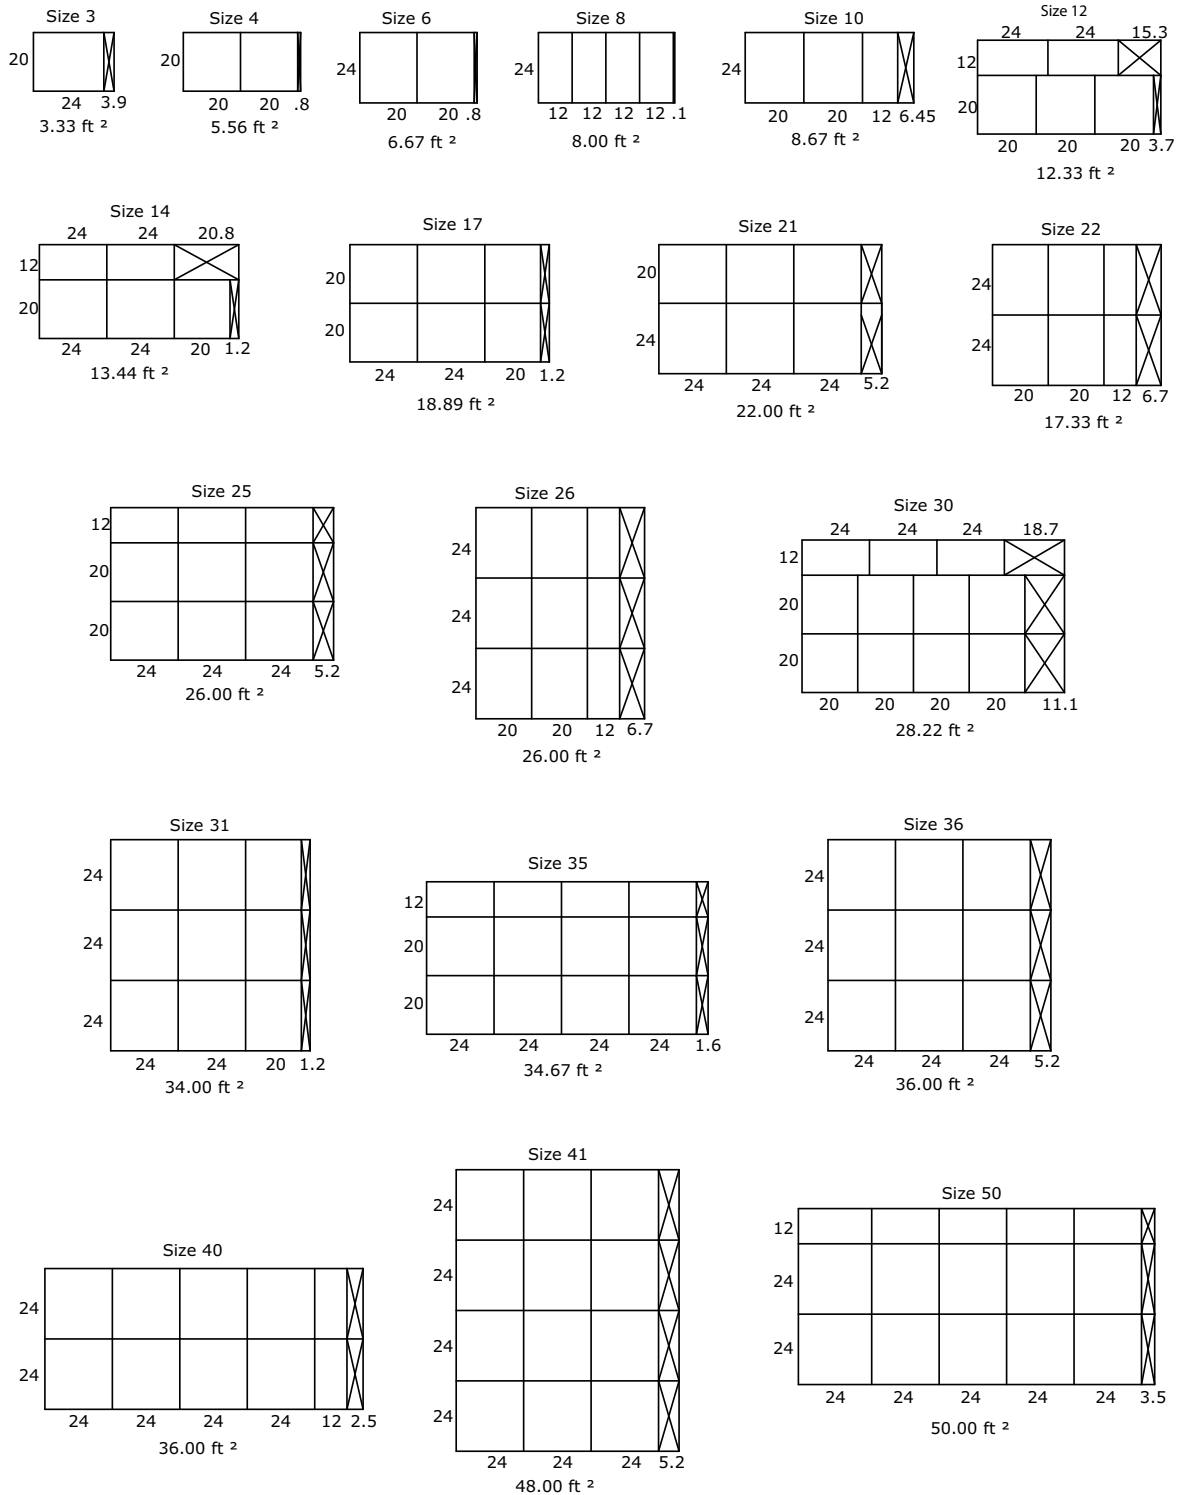 Size 3
20
24 3.9
3.33 ft ²
Size 4
20
20 20 .8
5.56 ft ²
Size 6
24
20 20 .8
6.67 ft ²
Size 8
24
12 12 12 12 .1
8.00 ft ²
Size 10
24
20 20 12 6.45
8.67 ft ²
Size 12
24 24 15.3
12
20
20 20 20 3.7
12.33 ft ²
Size 14
24 24 20.8
12
20
24 24 20 1.2
13.44 ft ²
Size 17
20
20
24 24 20 1.2
18.89 ft ²
Size 21
20
24
24 24 24 5.2
22.00 ft ²
Size 22
24
24
20 20 12 6.7
17.33 ft ²
Size 25
12
20
20
24 24 24 5.2
26.00 ft ²
Size 26
24
24
24
20 20 12 6.7
26.00 ft ²
Size 30
24 24 24 18.7
12
20
20
20 20 20 20 11.1
28.22 ft ²
Size 31
24
24
24
24 24 20 1.2
34.00 ft ²
Size 35
12
20
20
24 24 24 24 1.6
34.67 ft ²
Size 36
24
24
24
24 24 24 5.2
36.00 ft ²
Size 40
24
24
24 24 24 24 12 2.5
36.00 ft ²
Size 41
24
24
24
24
24 24 24 5.2
48.00 ft ²
Size 50
12
24
24
24 24 24 24 24 3.5
50.00 ft ²